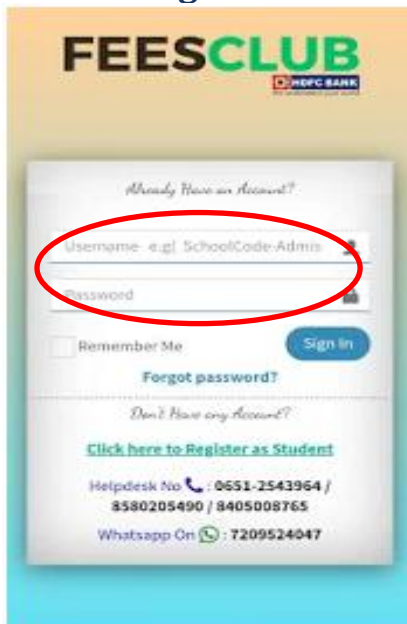 FEESCLUB
HDFC BANK
Already Have an Account?
Username e.g( SchoolCode-Admis
Password
Remember Me
Sign In
Forgot password?
Don't Have any Account?
Click here to Register as Student
Helpdesk No : 0651-2543964 /
8580205490 / 8405008765
Whatsapp On : 7209524047